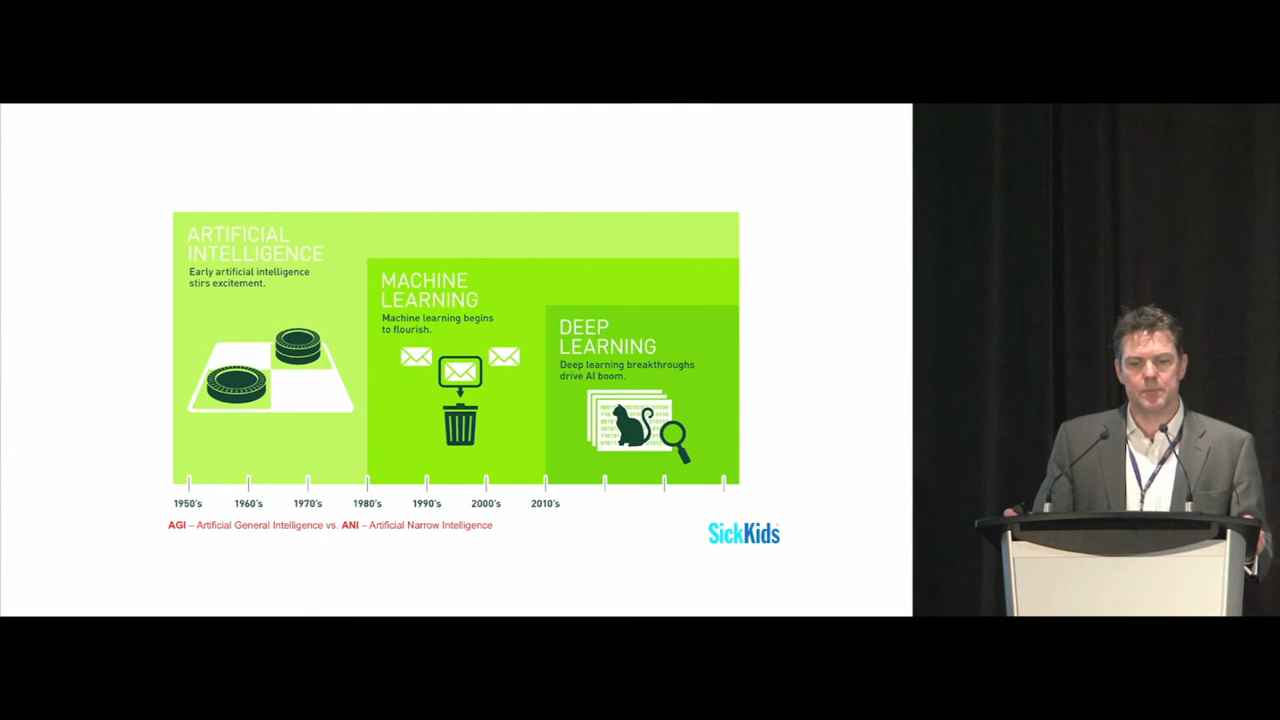 ARTIFICIAL
INTELLIGENCE
Early artificial intelligence
stirs excitement.
MACHINE
LEARNING
Machine learning begins
to flourish.
DEEP
LEARNING
Deep learning breakthroughs
drive AI boom.
1950's 1960's 1970's 1980's 1990's 2000's 2010's
AGI – Artificial General Intelligence vs. ANI – Artificial Narrow Intelligence
SickKids